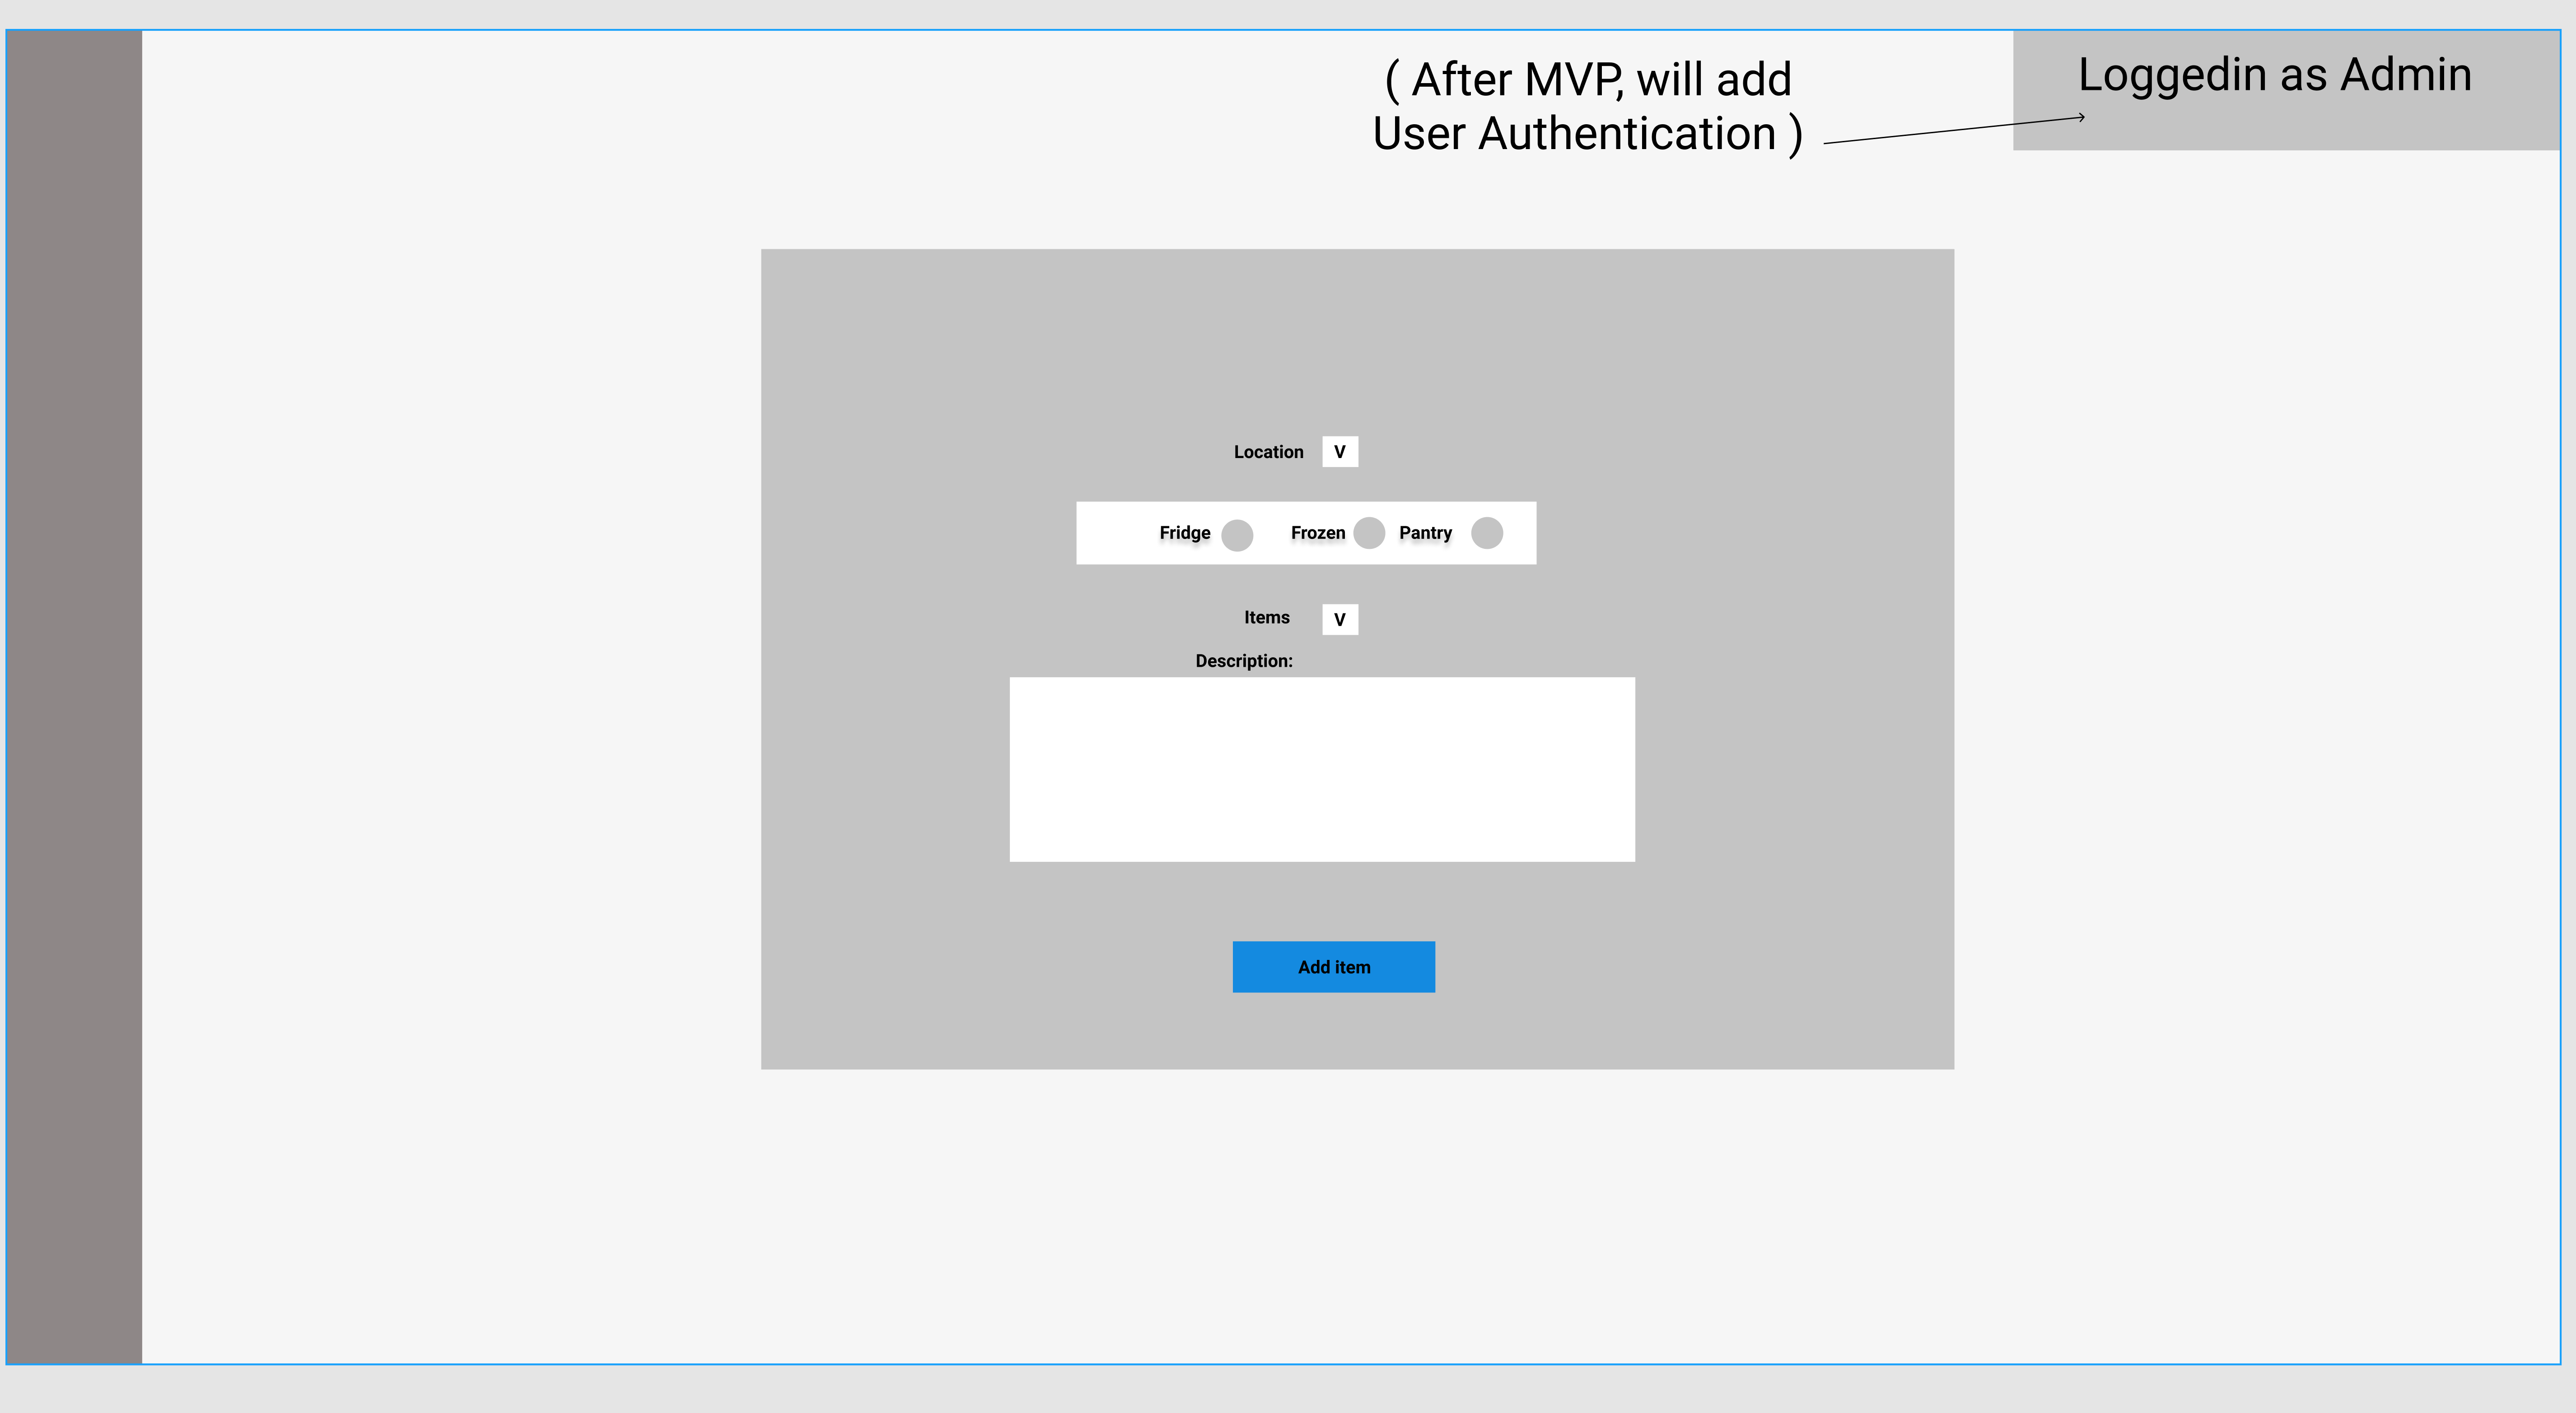 ( After MVP, will add
User Authentication )
Loggedin as Admin
Location V
Fridge Frozen Pantry
Items V
Description:
Add item